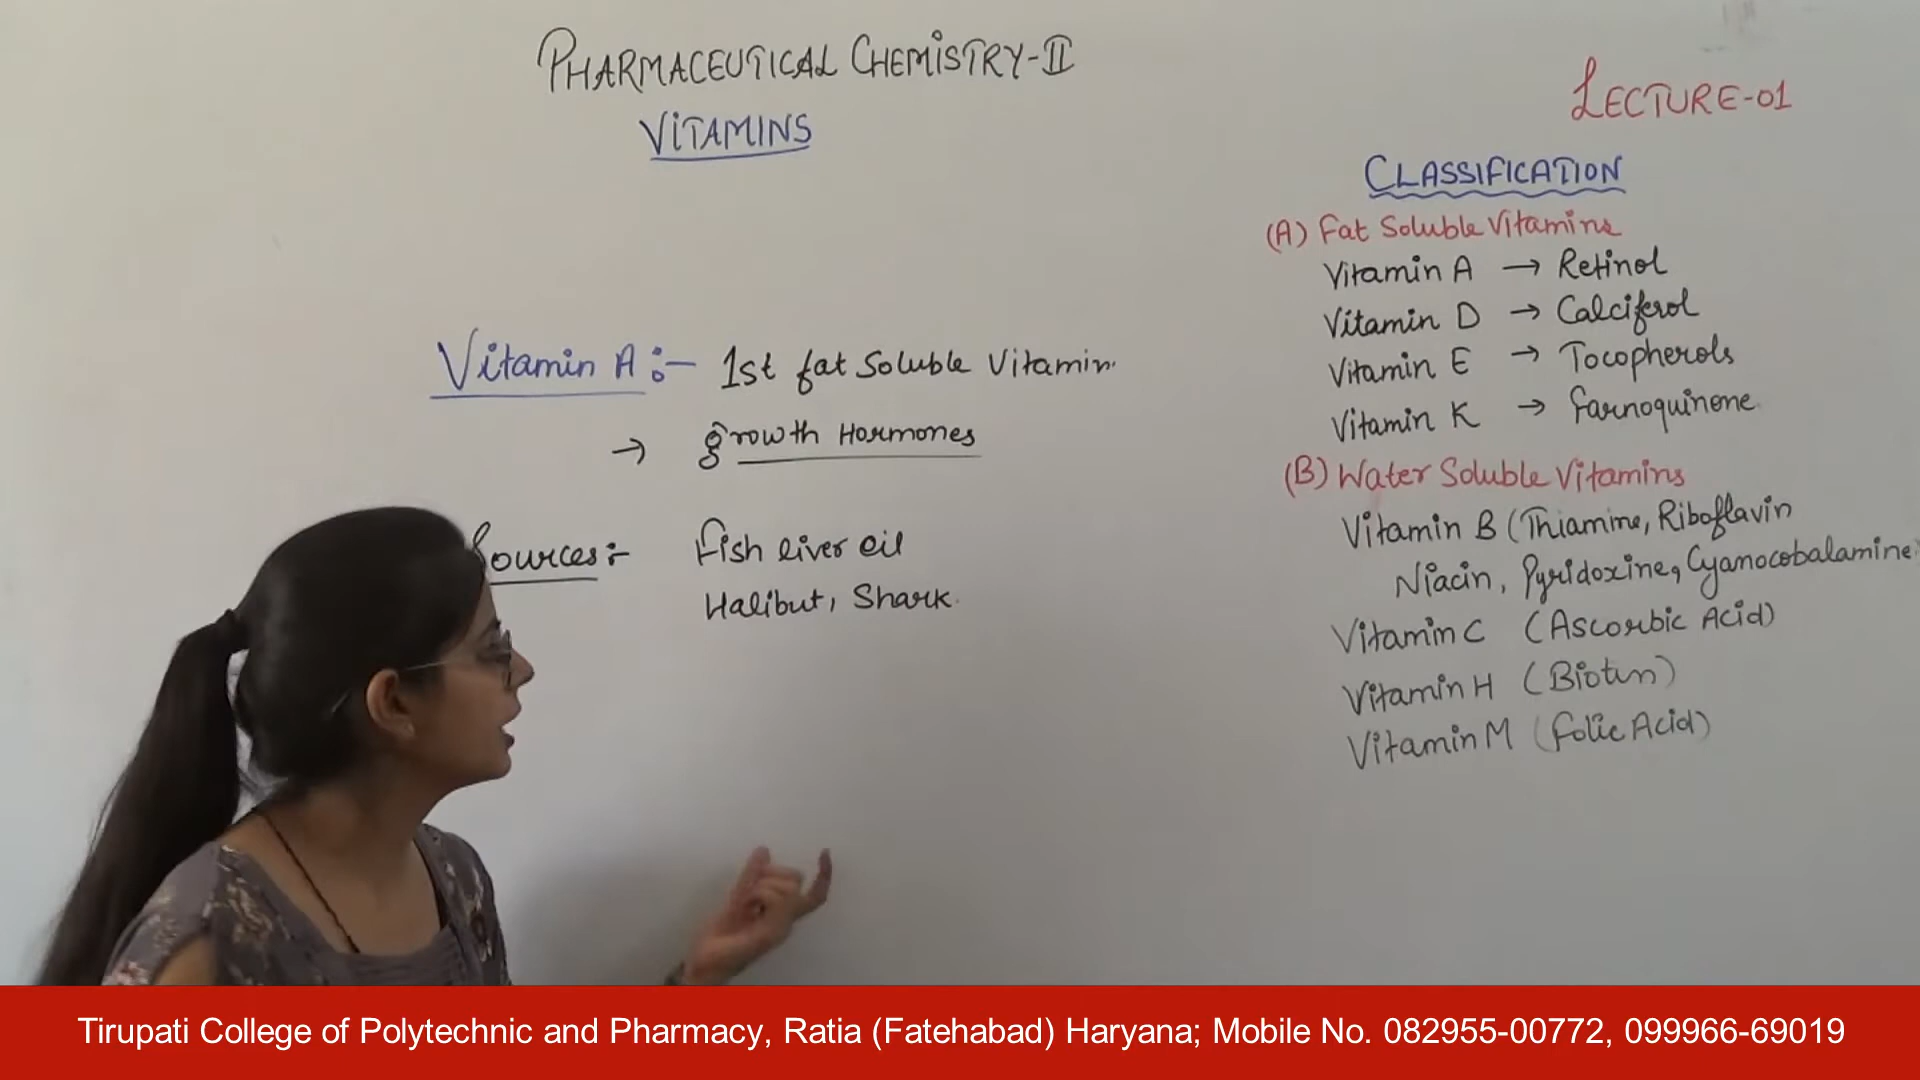 PHARMACEUTICAL CHEMISTRY-II
VITAMINS
LECTURE-01
Vitamin A :- 1st fat Soluble Vitamin.
→ growth Hormones
Sources :- Fish liver oil
Halibut, Shark.
CLASSIFICATION
(A) Fat Soluble Vitamins
Vitamin A → Retinol
Vitamin D → Calciferol
Vitamin E → Tocopherols
Vitamin K → Farnoquinone.
(B) Water Soluble Vitamins
Vitamin B (Thiamine, Riboflavin
Niacin, Pyridoxine, Cyanocobalamine)
Vitamin C (Ascorbic Acid)
Vitamin H (Biotin)
Vitamin M (Folic Acid)
Tirupati College of Polytechnic and Pharmacy, Ratia (Fatehabad) Haryana; Mobile No. 082955-00772, 099966-69019